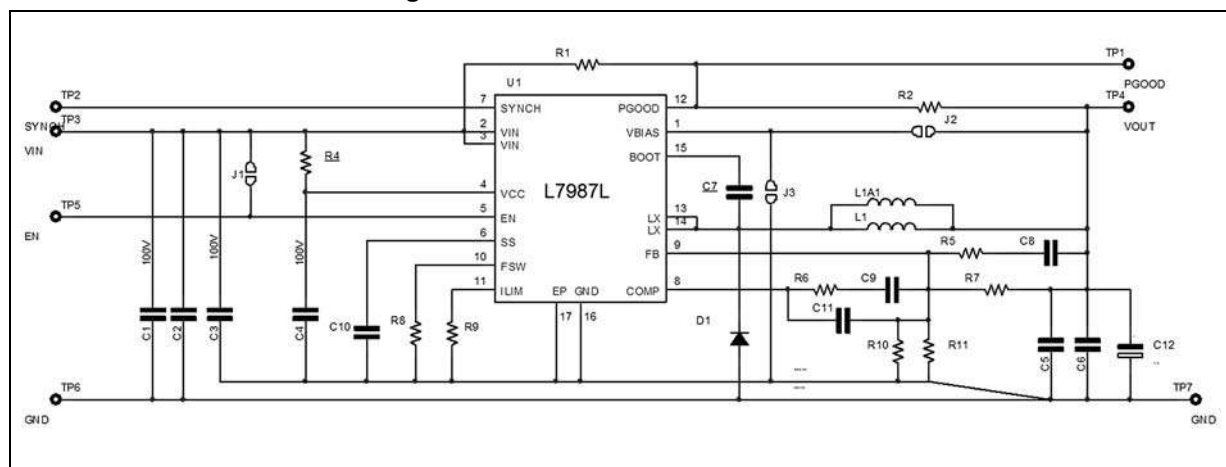 R1
TP1
PGOOD
U1
TP2
SYNCH
7
SYNCH
PGOOD
12
R2
TP4
VOUT
TP3
VIN
2
VIN
3
VIN
VBIAS
1
J2
BOOT
15
R4
J1
C7
J3
L7987L
4
VCC
L1A1
L1
TP5
EN
5
EN
LX
13
LX
14
6
SS
FB
9
R5
C8
100V
100V
10
FSW
11
ILIM
EP
GND
COMP
8
R6
C9
R7
C11
17
16
D1
C1
C2
C3
C4
C10
R8
R9
R10
R11
C5
C6
C12
TP6
GND
TP7
GND